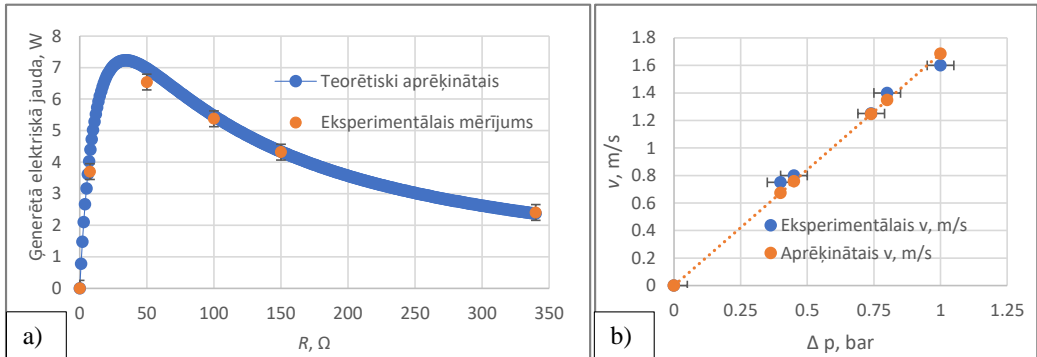 Ģenerētā elektriskā jauda, W
8
7
6
5
4
3
2
1
0
Teorētiski aprēķinātais
Eksperimentālais mērījums
0 50 100 150 200 250 300 350
R, Ω
a)
v, m/s
1.8
1.6
1.4
1.2
1
0.8
0.6
0.4
0.2
0
Eksperimentālais v, m/s
Aprēķinātais v, m/s
0 0.25 0.5 0.75 1 1.25
Δ p, bar
b)